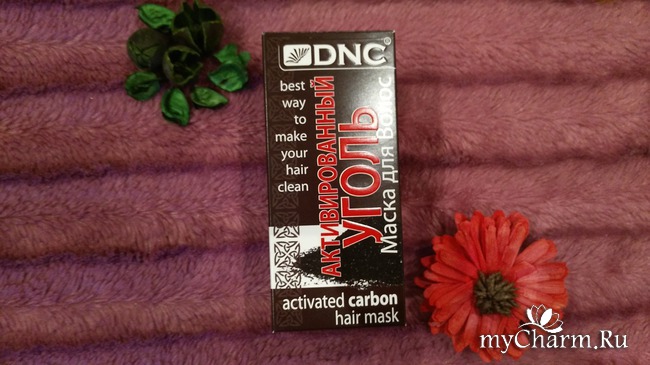 DNC®
best
way
to
make
your
hair
clean
АКТИВИРОВАННЫЙ
УГОЛЬ
Маска для Волос
activated carbon
hair mask
myCharm.Ru